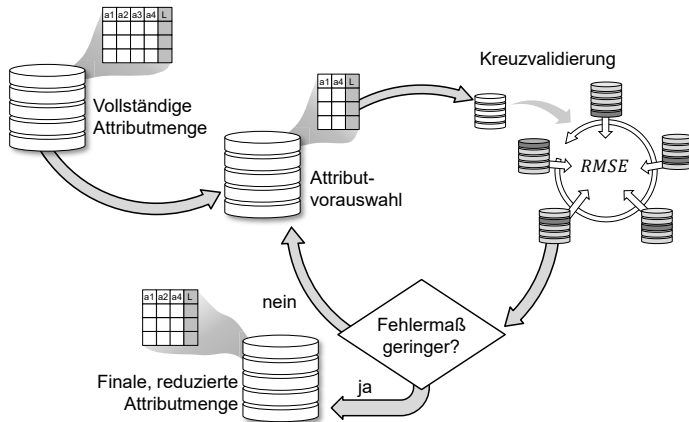 a1 a2 a3 a4 L
Vollständige
Attributmenge
a1 a4 L
Attribut-
vorauswahl
Kreuzvalidierung
RMSE
Fehlermaß
geringer?
nein
ja
a1 a2 a4 L
Finale, reduzierte
Attributmenge